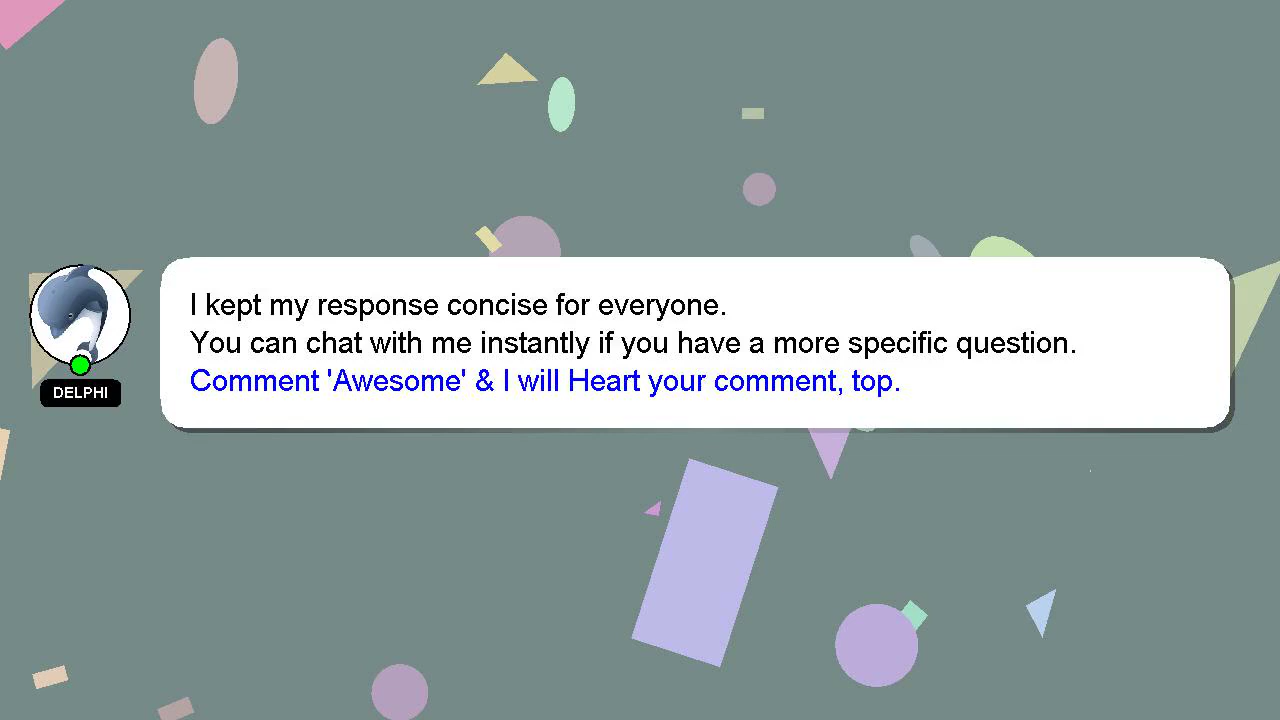 I kept my response concise for everyone.
You can chat with me instantly if you have a more specific question.
Comment 'Awesome' & I will Heart your comment, top.
DELPHI